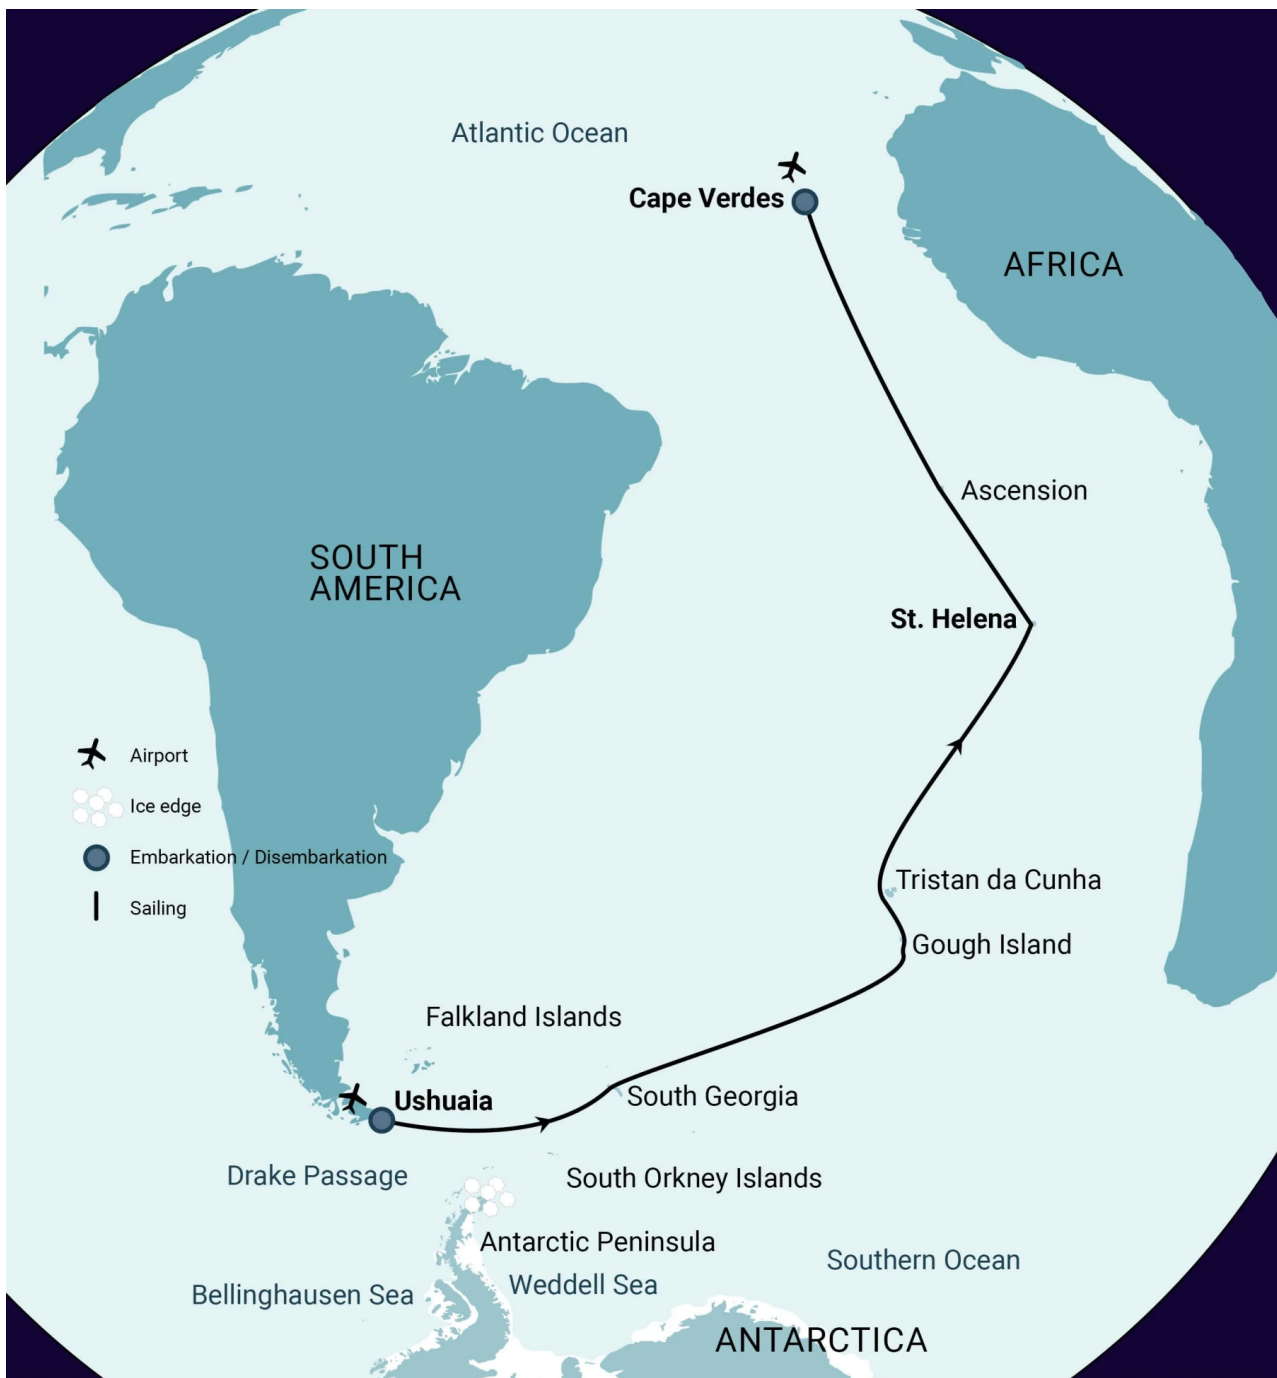 Atlantic Ocean
Cape Verdes
AFRICA
Ascension
SOUTH
AMERICA
St. Helena
Airport
Ice edge
Embarkation / Disembarkation
Sailing
Tristan da Cunha
Gough Island
Falkland Islands
Ushuaia
South Georgia
Drake Passage
South Orkney Islands
Antarctic Peninsula
Southern Ocean
Weddell Sea
Bellinghausen Sea
ANTARCTICA